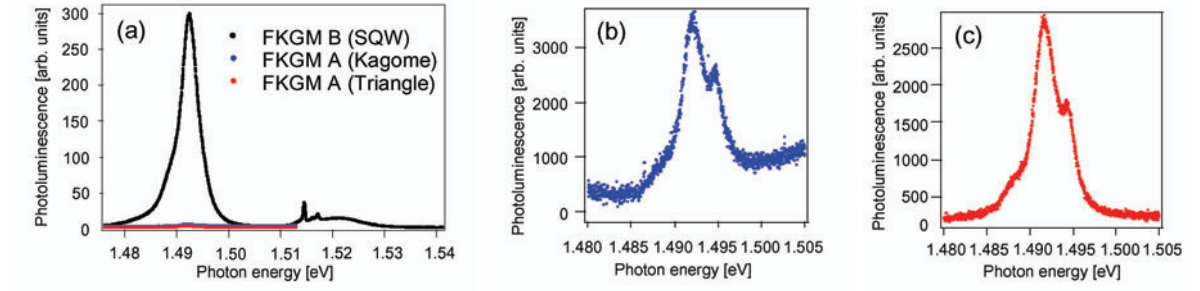 (a)
FKGM B (SQW)
FKGM A (Kagome)
FKGM A (Triangle)
Photoluminescence [arb. units]
300
250
200
150
100
50
0
1.48 1.49 1.50 1.51 1.52 1.53 1.54
Photon energy [eV]
(b)
Photoluminescence [arb. units]
3000
2000
1000
0
1.480 1.485 1.490 1.495 1.500 1.505
Photon energy [eV]
(c)
Photoluminescence [arb. units]
2500
2000
1500
1000
500
0
1.480 1.485 1.490 1.495 1.500 1.505
Photon energy [eV]